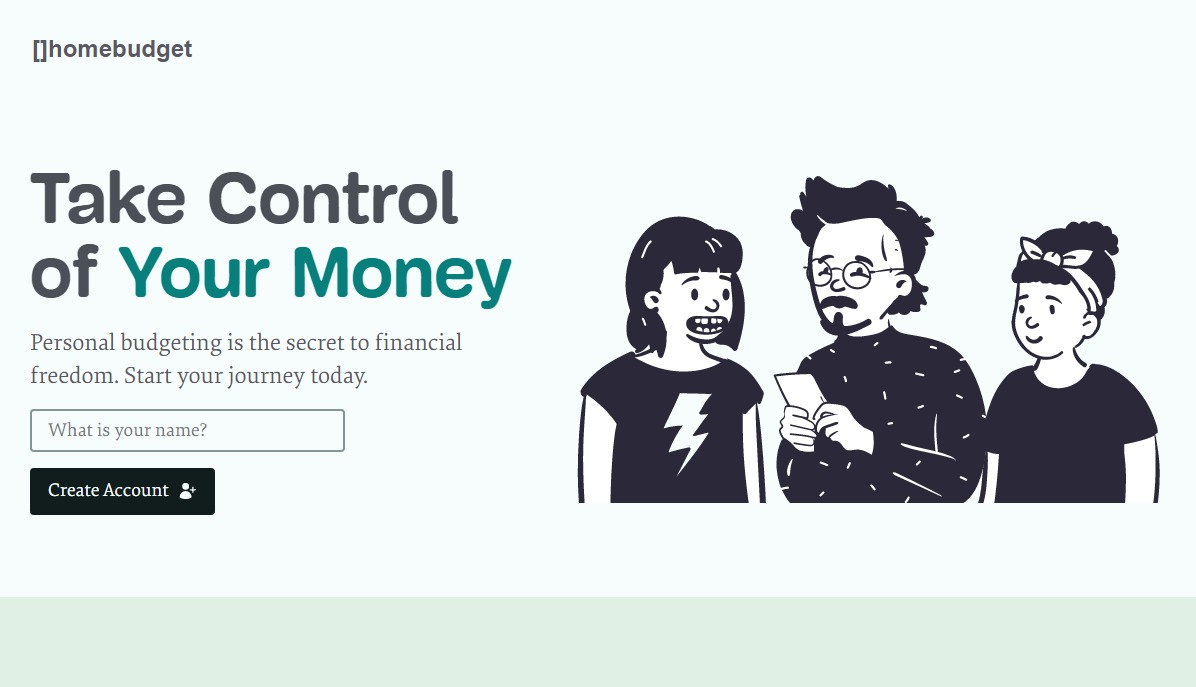 []homebudget
Take Control
of Your Money
Personal budgeting is the secret to financial
freedom. Start your journey today.
What is your name?
Create Account